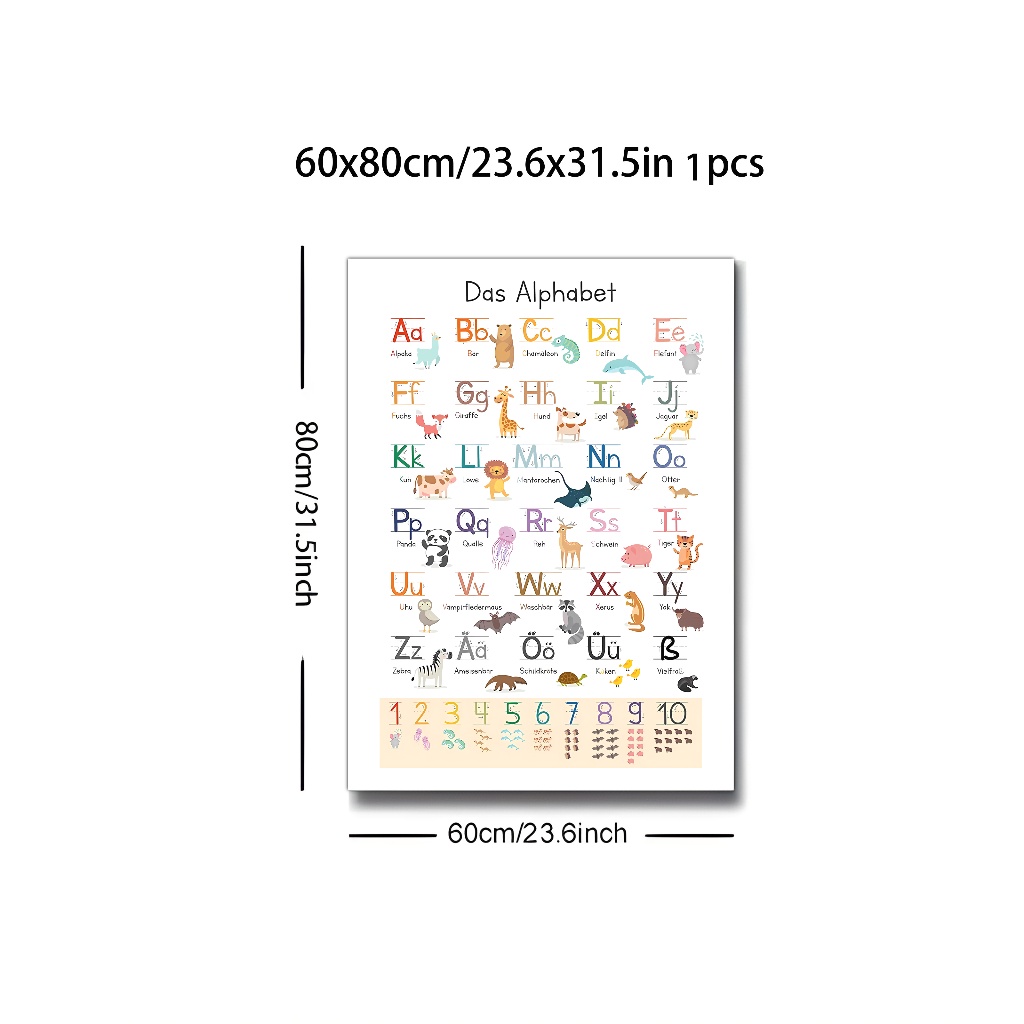 60x80cm/23.6x31.5in 1pcs
80cm/31.5inch
Das Alphabet
Aa Bb Cc Dd Ee
Alpaka Bär Chamäleon Delfin Elefant
Ff Gg Hh Ii Jj
Fuchs Giraffe Hund Igel Jaguar
Kk Ll Mm Nn Oo
Kuh Löwe Mantarochen Otter
Pp Qq Rr Ss Tt
Panda Qualle Reh Schwein Tiger
Uu Vv Ww Xx Yy
Uhu Vampirfledermaus Waschbär Xerus Yak
Zz Ää Öö Üü ß
Zebra Ameisenbär Schildkröte Küken Vielfraß
1 2 3 4 5 6 7 8 9 10
60cm/23.6inch